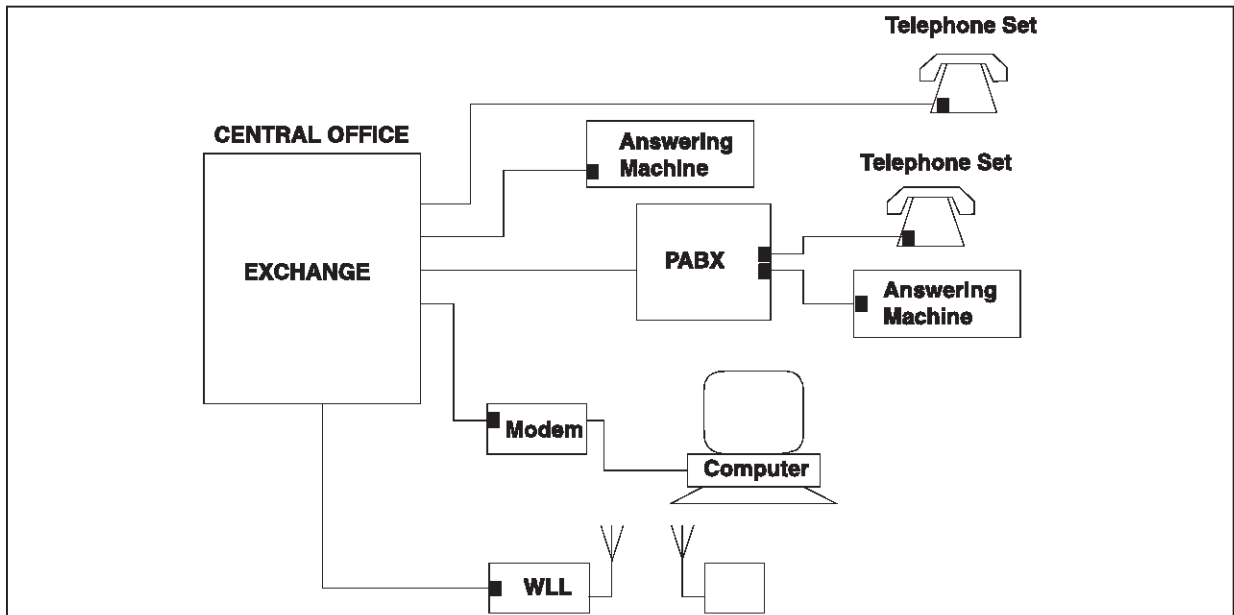 Telephone Set
CENTRAL OFFICE
Answering
Machine
Telephone Set
EXCHANGE
PABX
Answering
Machine
Modem
Computer
WLL